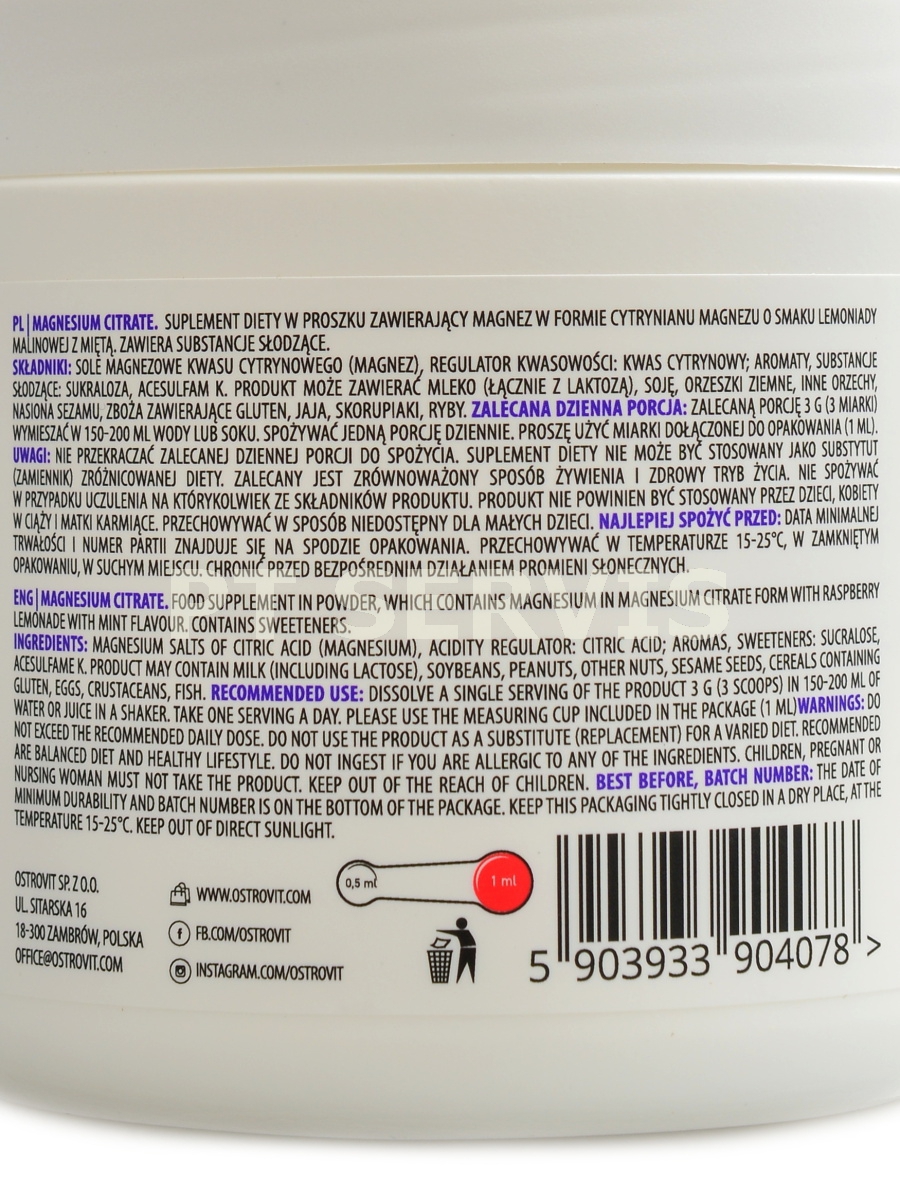 PL | MAGNESIUM CITRATE. SUPLEMENT DIETY W PROSZKU ZAWIERAJĄCY MAGNEZ W FORMIE CYTRYNIANU MAGNEZU O SMAKU LEMONIADY
MALINOWEJ Z MIĘTĄ. ZAWIERA SUBSTANCJE SŁODZĄCE.
SKŁADNIKI: SOLE MAGNEZOWE KWASU CYTRYNOWEGO (MAGNEZ), REGULATOR KWASOWOŚCI: KWAS CYTRYNOWY; AROMATY, SUBSTANCJE
SŁODZĄCE: SUKRALOZA, ACESULFAM K. PRODUKT MOŻE ZAWIERAĆ MLEKO (ŁĄCZNIE Z LAKTOZĄ), SOJĘ, ORZESZKI ZIEMNE, INNE ORZECHY,
NASIONA SEZAMU, ZBOŻA ZAWIERAJĄCE GLUTEN, JAJA, SKORUPIAKI, RYBY. ZALECANA DZIENNA PORCJA: ZALECANĄ PORCJĘ 3 G (3 MIARKI)
WYMIESZAĆ W 150-200 ML WODY LUB SOKU. SPOŻYWAĆ JEDNĄ PORCJĘ DZIENNIE. PROSZĘ UŻYĆ MIARKI DOŁĄCZONEJ DO OPAKOWANIA (1 ML).
UWAGI: NIE PRZEKRACZAĆ ZALECANEJ DZIENNEJ PORCJI DO SPOŻYCIA. SUPLEMENT DIETY NIE MOŻE BYĆ STOSOWANY JAKO SUBSTYTUT
(ZAMIENNIK) ZRÓŻNICOWANEJ DIETY. ZALECANY JEST ZRÓWNOWAŻONY SPOSÓB ŻYWIENIA I ZDROWY TRYB ŻYCIA. NIE SPOŻYWAĆ
W PRZYPADKU UCZULENIA NA KTÓRYKOLWIEK ZE SKŁADNIKÓW PRODUKTU. PRODUKT NIE POWINIEN BYĆ STOSOWANY PRZEZ DZIECI, KOBIETY
W CIĄŻY I MATKI KARMIĄCE. PRZECHOWYWAĆ W SPOSÓB NIEDOSTĘPNY DLA MAŁYCH DZIECI. NAJLEPIEJ SPOŻYĆ PRZED: DATA MINIMALNEJ
TRWAŁOŚCI I NUMER PARTII ZNAJDUJE SIĘ NA SPODZIE OPAKOWANIA. PRZECHOWYWAĆ W TEMPERATURZE 15-25°C, W ZAMKNIĘTYM
OPAKOWANIU, W SUCHYM MIEJSCU. CHRONIĆ PRZED BEZPOŚREDNIM DZIAŁANIEM PROMIENI SŁONECZNYCH.
ENG | MAGNESIUM CITRATE. FOOD SUPPLEMENT IN POWDER, WHICH CONTAINS MAGNESIUM IN MAGNESIUM CITRATE FORM WITH RASPBERRY
LEMONADE WITH MINT FLAVOUR. CONTAINS SWEETENERS.
INGREDIENTS: MAGNESIUM SALTS OF CITRIC ACID (MAGNESIUM), ACIDITY REGULATOR: CITRIC ACID; AROMAS, SWEETENERS: SUCRALOSE,
ACESULFAME K. PRODUCT MAY CONTAIN MILK (INCLUDING LACTOSE), SOYBEANS, PEANUTS, OTHER NUTS, SESAME SEEDS, CEREALS CONTAINING
GLUTEN, EGGS, CRUSTACEANS, FISH. RECOMMENDED USE: DISSOLVE A SINGLE SERVING OF THE PRODUCT 3 G (3 SCOOPS) IN 150-200 ML OF
WATER OR JUICE IN A SHAKER. TAKE ONE SERVING A DAY. PLEASE USE THE MEASURING CUP INCLUDED IN THE PACKAGE (1 ML) WARNINGS: DO
NOT EXCEED THE RECOMMENDED DAILY DOSE. DO NOT USE THE PRODUCT AS A SUBSTITUTE (REPLACEMENT) FOR A VARIED DIET. RECOMMENDED
ARE BALANCED DIET AND HEALTHY LIFESTYLE. DO NOT INGEST IF YOU ARE ALLERGIC TO ANY OF THE INGREDIENTS. CHILDREN, PREGNANT OR
NURSING WOMAN MUST NOT TAKE THE PRODUCT. KEEP OUT OF THE REACH OF CHILDREN. BEST BEFORE, BATCH NUMBER: THE DATE OF
MINIMUM DURABILITY AND BATCH NUMBER IS ON THE BOTTOM OF THE PACKAGE. KEEP THIS PACKAGING TIGHTLY CLOSED IN A DRY PLACE, AT THE
TEMPERATURE 15-25°C. KEEP OUT OF DIRECT SUNLIGHT.
OSTROVIT SP. Z O.O.
UL. SITARSKA 16
18-300 ZAMBRÓW, POLSKA
OFFICE@OSTROVIT.COM
WWW.OSTROVIT.COM
FB.COM/OSTROVIT
INSTAGRAM.COM/OSTROVIT
0,5 ml
1 ml
5 903933 904078 >